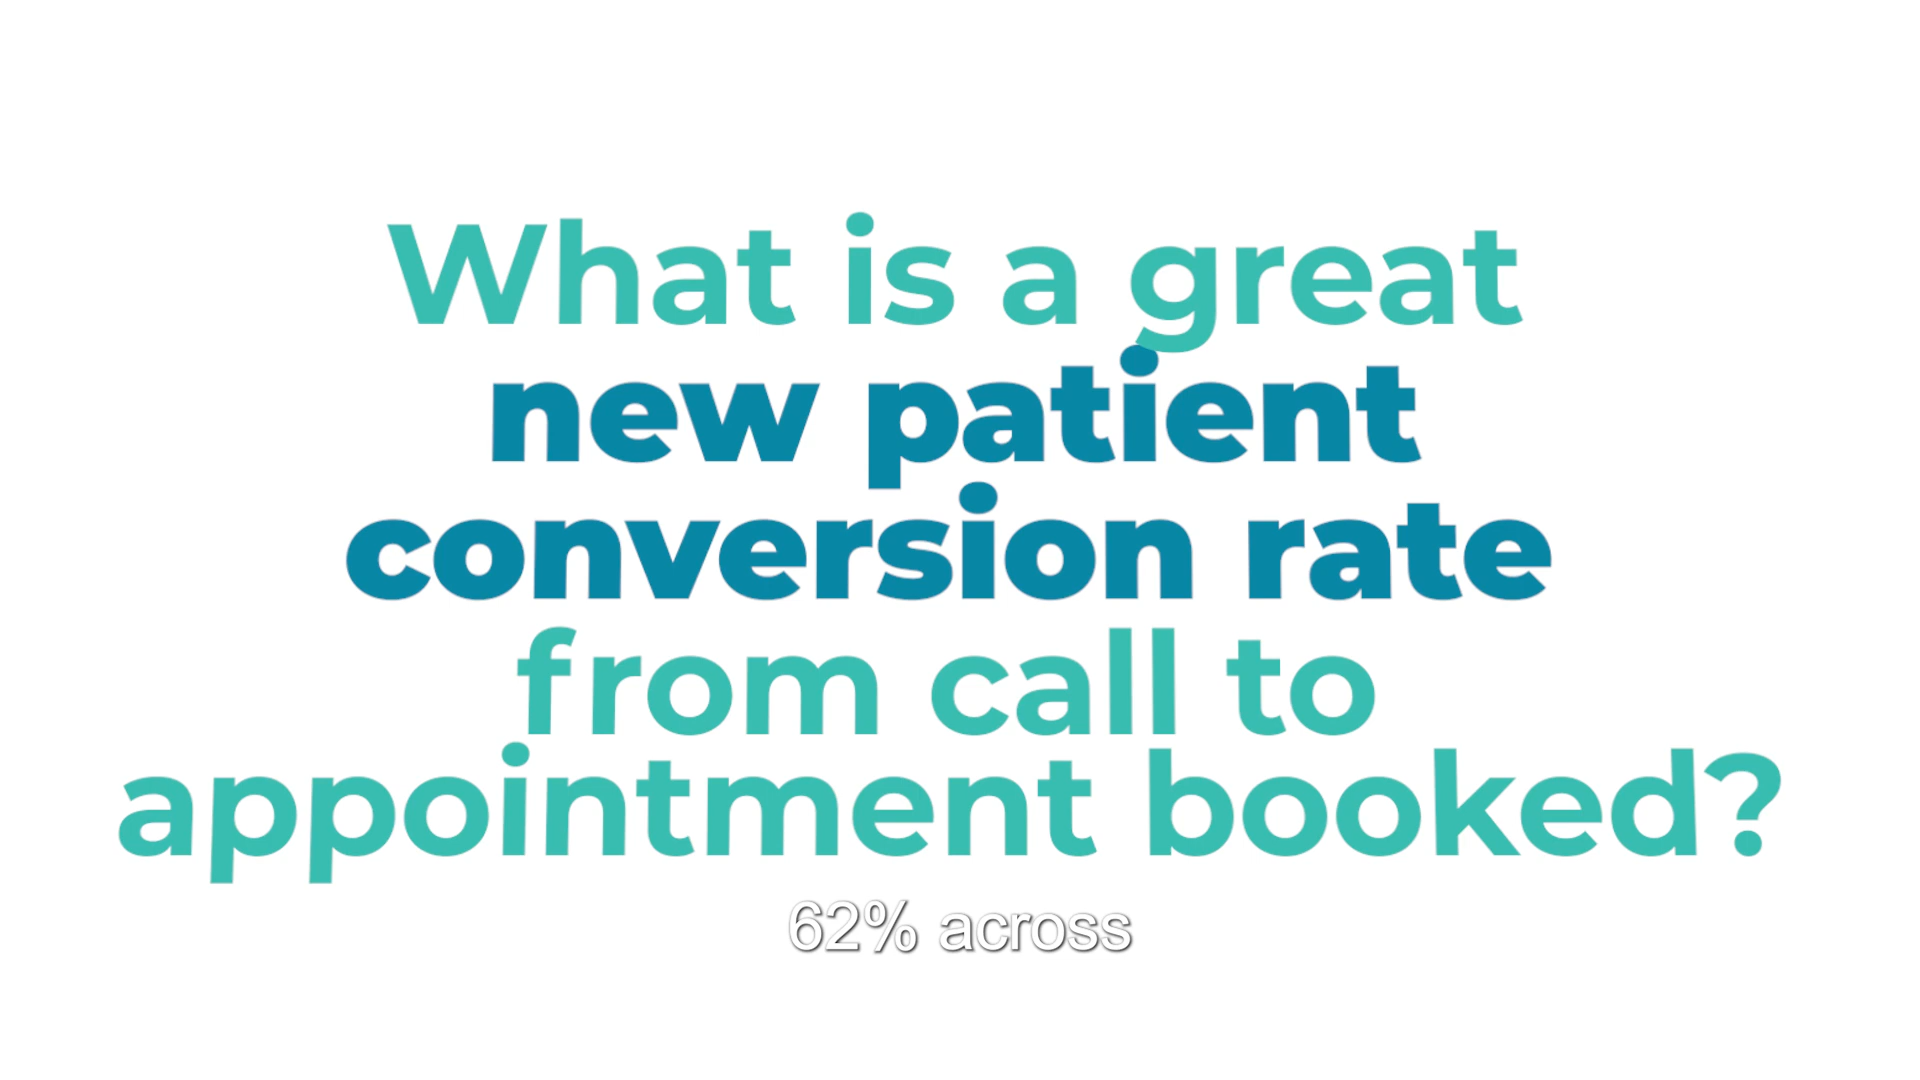 What is a great
new patient
conversion rate
from call to
appointment booked?
62% across